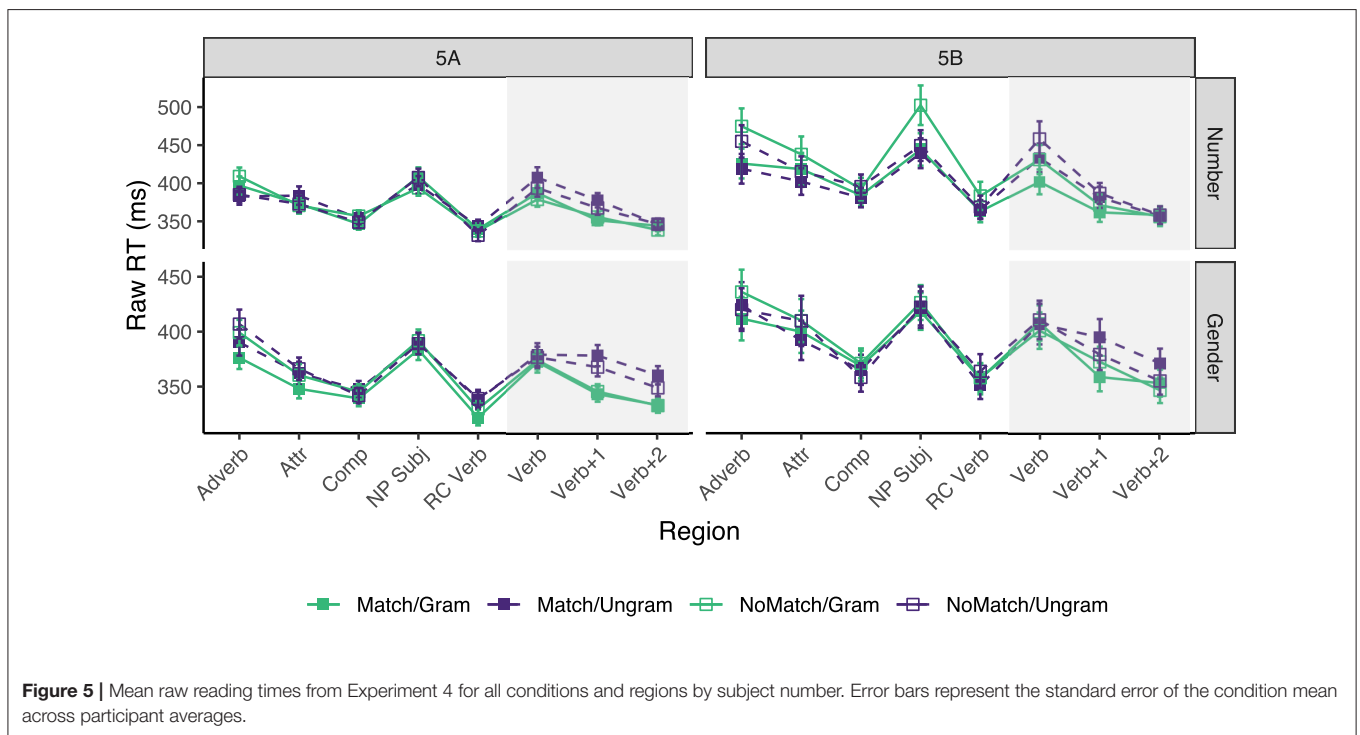 5A
5B
500
450
400
350
Number
Raw RT (ms)
450
400
350
Gender
Adverb
Attr
Comp
NP Subj
RC Verb
Verb
Verb+1
Verb+2
Adverb
Attr
Comp
NP Subj
RC Verb
Verb
Verb+1
Verb+2
Region
Match/Gram Match/Ungram NoMatch/Gram NoMatch/Ungram
Figure 5 | Mean raw reading times from Experiment 4 for all conditions and regions by subject number. Error bars represent the standard error of the condition mean
across participant averages.